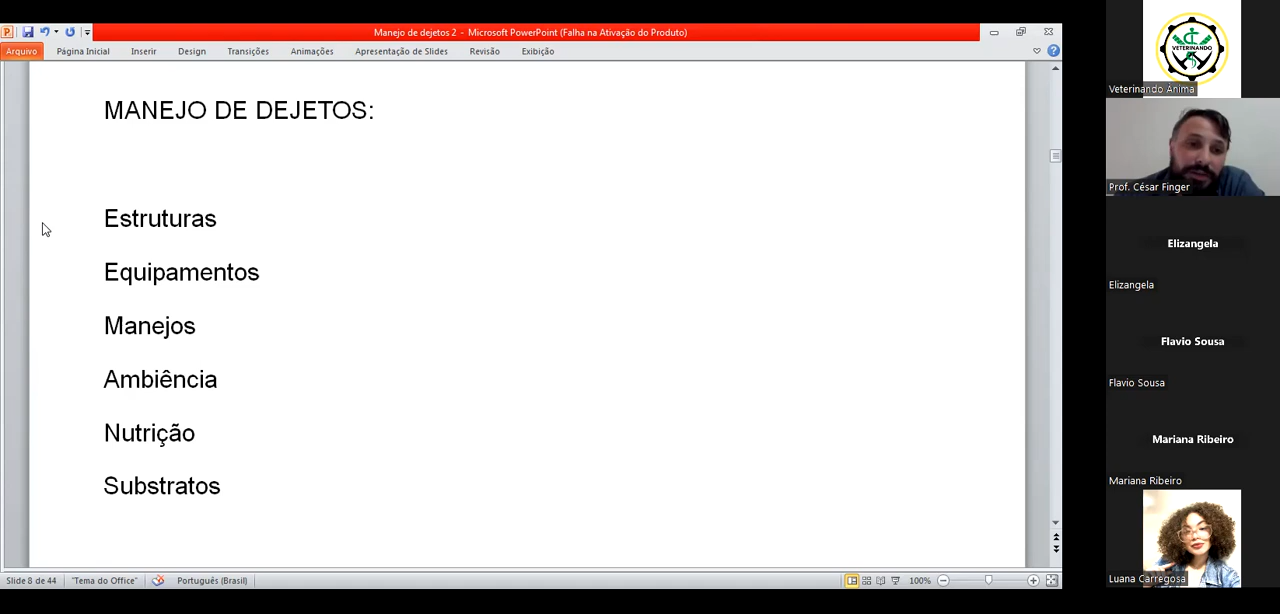 Manejo de dejetos 2 - Microsoft PowerPoint (Falha na Ativação do Produto)
Arquivo Página Inicial Inserir Design Transições Animações Apresentação de Slides Revisão Exibição
MANEJO DE DEJETOS:
Estruturas
Equipamentos
Manejos
Ambiência
Nutrição
Substratos
Slide 8 de 44 "Tema do Office" Português (Brasil) 100%
VETERINANDO
Veterinando Ânima
Prof. César Finger
Elizangela
Elizangela
Flavio Sousa
Flavio Sousa
Mariana Ribeiro
Mariana Ribeiro
Luana Carregosa